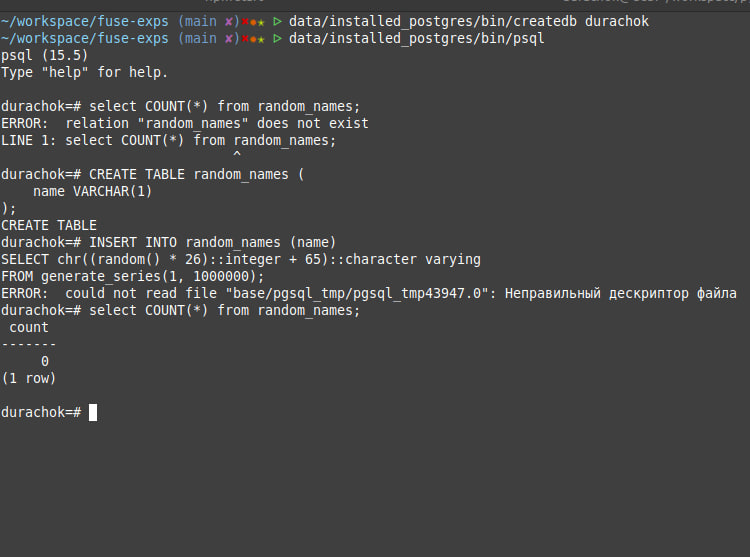 ~/workspace/fuse-exps (main ✘)✖✹✭ ▷ data/installed_postgres/bin/createdb durachok
~/workspace/fuse-exps (main ✘)✖✹✭ ▷ data/installed_postgres/bin/psql
psql (15.5)
Type "help" for help.
durachok=# select COUNT(*) from random_names;
ERROR:  relation "random_names" does not exist
LINE 1: select COUNT(*) from random_names;
^
durachok=# CREATE TABLE random_names (
name VARCHAR(1)
);
CREATE TABLE
durachok=# INSERT INTO random_names (name)
SELECT chr((random() * 26)::integer + 65)::character varying
FROM generate_series(1, 1000000);
ERROR:  could not read file "base/pgsql_tmp/pgsql_tmp43947.0": Неправильный дескриптор файла
durachok=# select COUNT(*) from random_names;
count
-------
0
(1 row)
durachok=#